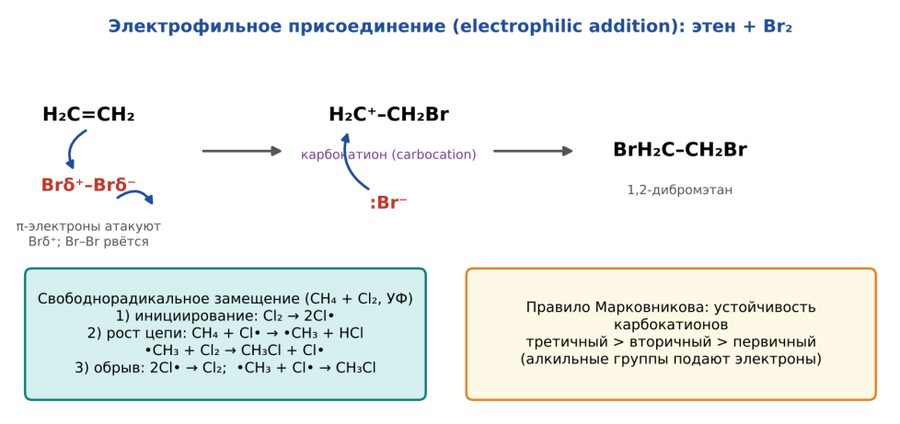 Электрофильное присоединение (electrophilic addition): этен + Br₂
H₂C=CH₂
Brδ⁺–Brδ⁻
π-электроны атакуют
Brδ⁺; Br–Br рвётся
H₂C⁺–CH₂Br
карбокатион (carbocation)
:Br⁻
BrH₂C–CH₂Br
1,2-дибромэтан
Свободнорадикальное замещение (CH₄ + Cl₂, УФ)
1) инициирование: Cl₂ → 2Cl•
2) рост цепи: CH₄ + Cl• → •CH₃ + HCl
•CH₃ + Cl₂ → CH₃Cl + Cl•
3) обрыв: 2Cl• → Cl₂; •CH₃ + Cl• → CH₃Cl
Правило Марковникова: устойчивость
карбокатионов
третичный > вторичный > первичный
(алкильные группы подают электроны)